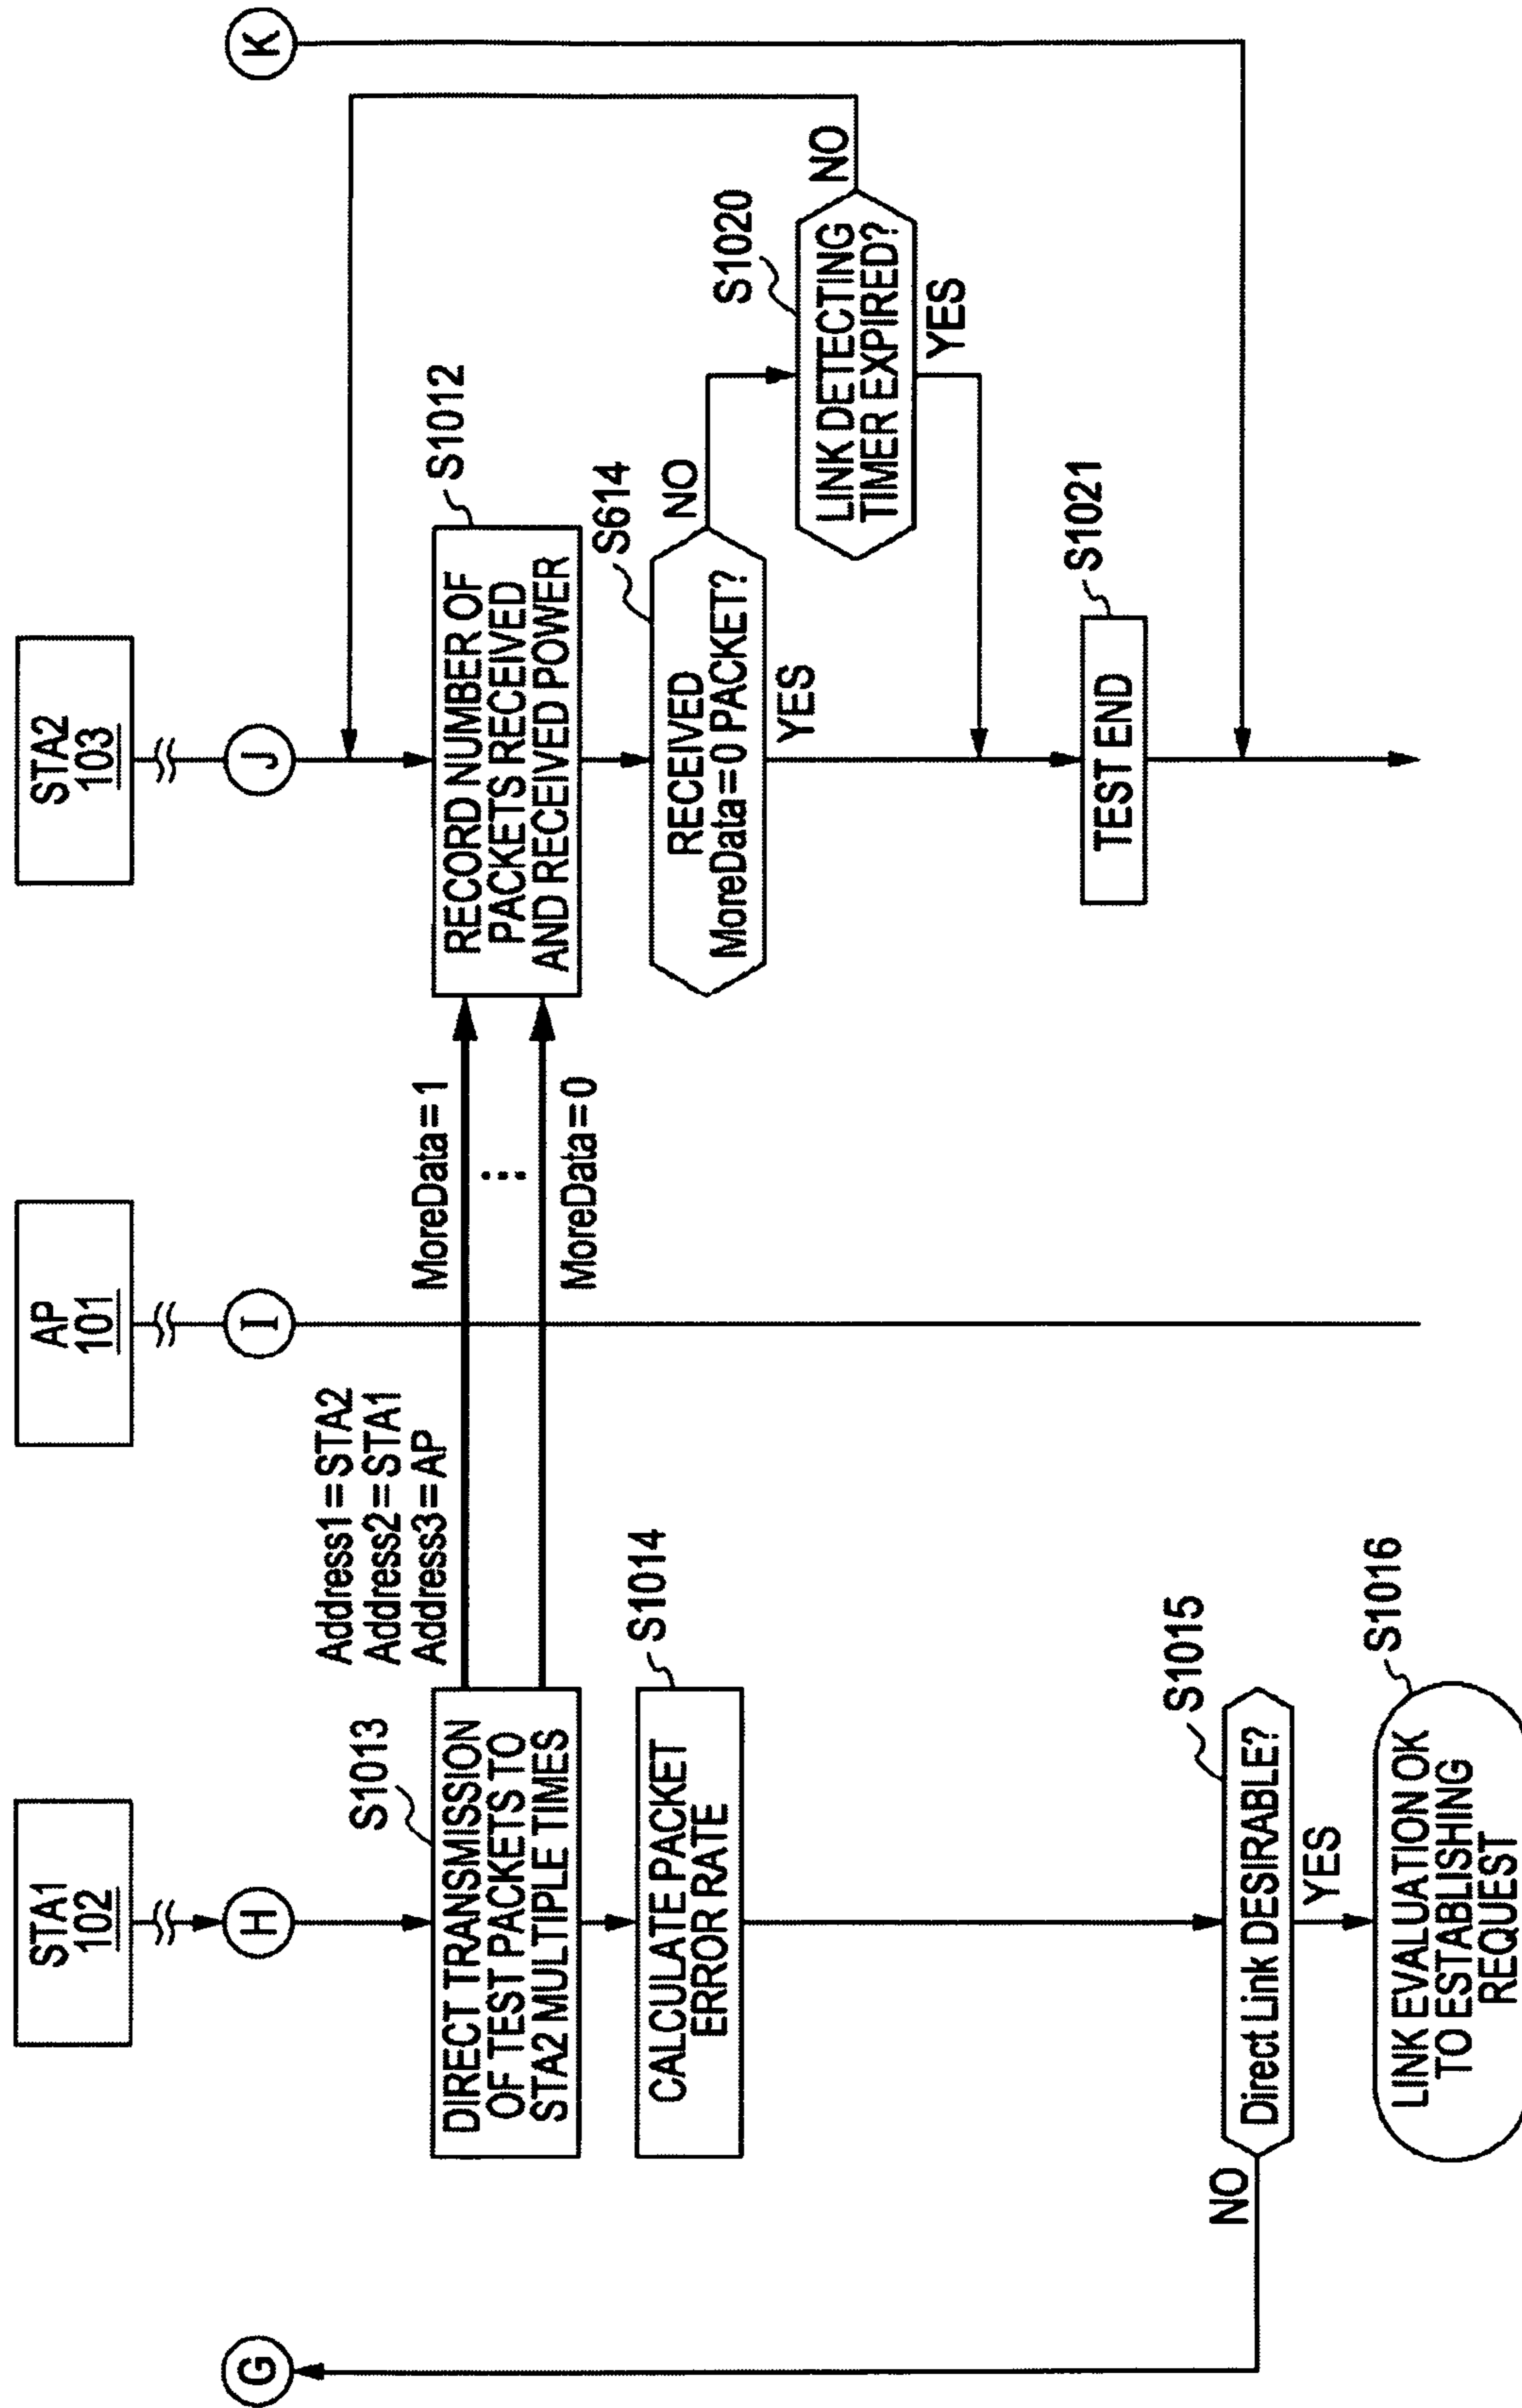 STA1
102
AP
101
STA2
103
G
H
I
J
K
Address1=STA2
Address2=STA1
Address3=AP
S1013
DIRECT TRANSMISSION
OF TEST PACKETS TO
STA2 MULTIPLE TIMES
MoreData=1
⋮
MoreData=0
S1012
RECORD NUMBER OF
PACKETS RECEIVED
AND RECEIVED POWER
S1014
CALCULATE PACKET
ERROR RATE
S614
RECEIVED
MoreData=0 PACKET?
NO
YES
S1020
LINK DETECTING
TIMER EXPIRED?
NO
YES
S1021
TEST END
S1015
Direct Link DESIRABLE?
NO
YES
S1016
LINK EVALUATION OK
TO ESTABLISHING
REQUEST